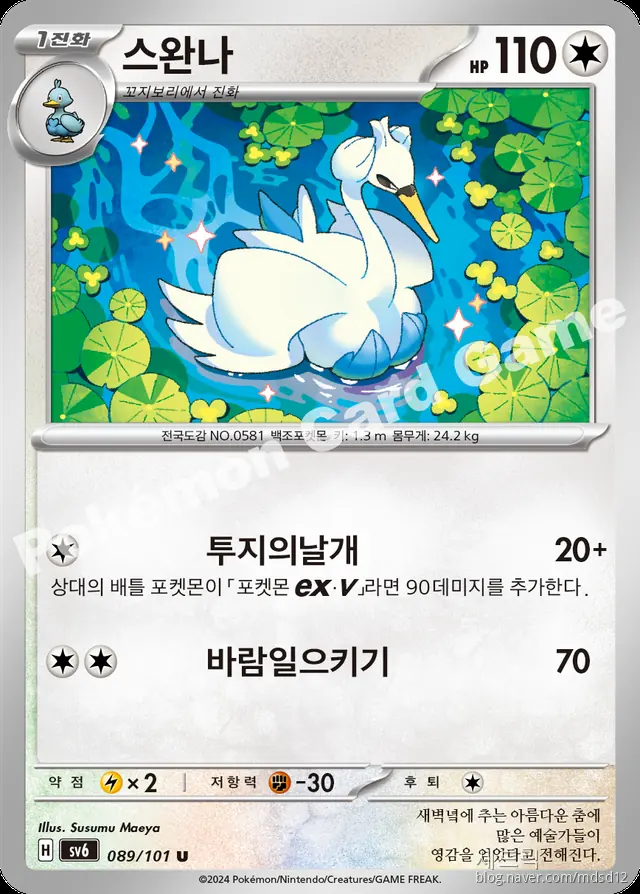 1진화
스완나
HP 110
꼬지보리에서 진화
전국도감 NO.0581 백조포켓몬 키: 1.3 m 몸무게: 24.2 kg
Pokémon Card Game
투지의날개 20+
상대의 배틀 포켓몬이 「포켓몬 ex·V」라면 90데미지를 추가한다.
바람일으키기 70
약점 ×2 저항력 -30 후퇴
Illus. Susumu Maeya
H sv6 089/101 U
새벽녘에 추는 아름다운 춤에
많은 예술가들이
영감을 얻었다고 전해진다.
©2024 Pokémon/Nintendo/Creatures/GAME FREAK.
blog.naver.com/mdsd12